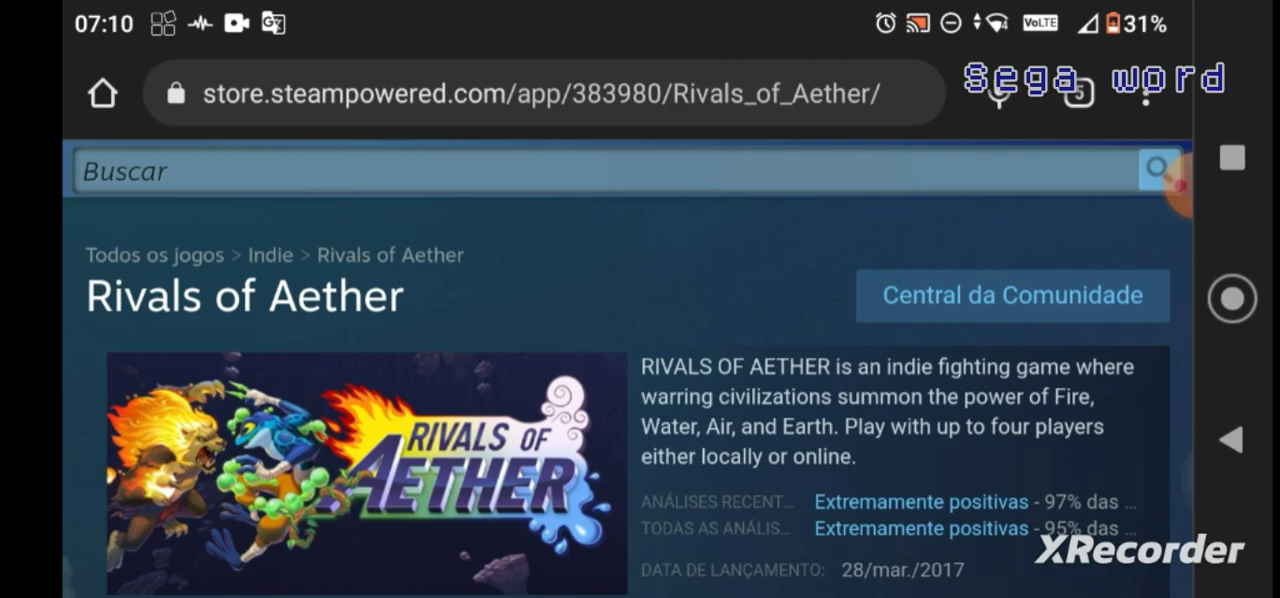 07:10 VoLTE 31%
store.steampowered.com/app/383980/Rivals_of_Aether/
5
Sega word
Buscar
Todos os jogos > Indie > Rivals of Aether
Rivals of Aether
Central da Comunidade
RIVALS OF AETHER
RIVALS OF AETHER is an indie fighting game where
warring civilizations summon the power of Fire,
Water, Air, and Earth. Play with up to four players
either locally or online.
ANÁLISES RECENT... Extremamente positivas - 97% das ...
TODAS AS ANÁLIS... Extremamente positivas - 95% das ...
DATA DE LANÇAMENTO: 28/mar./2017
XRecorder